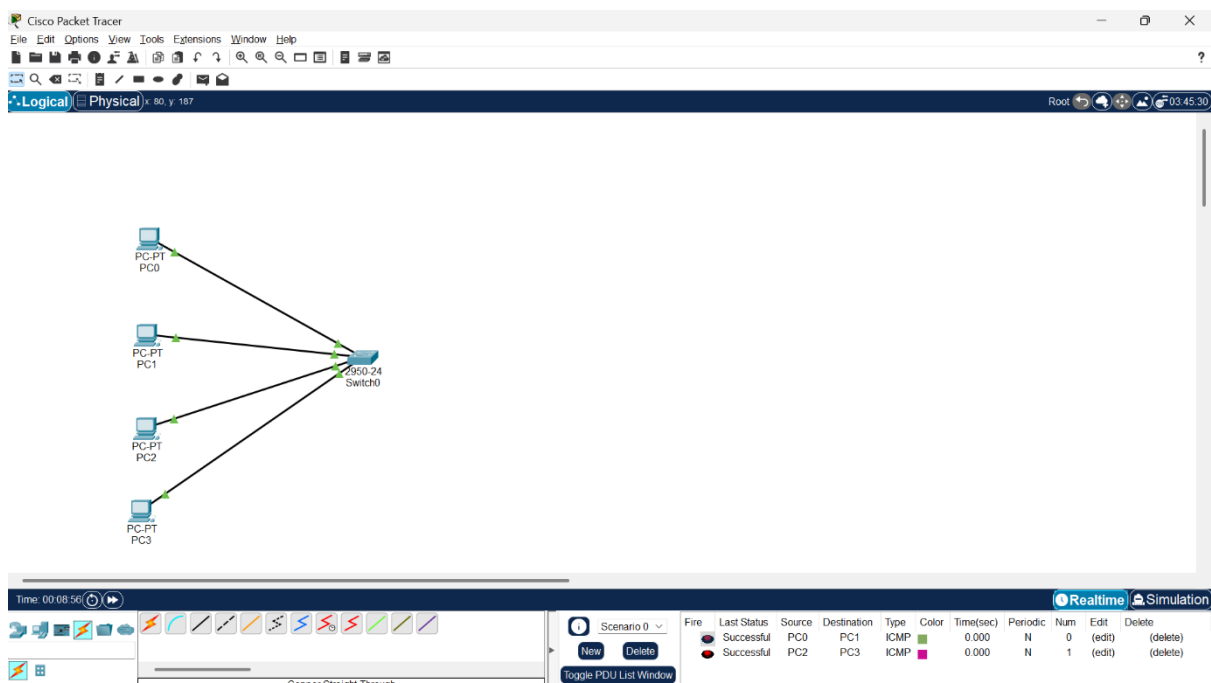 Cisco Packet Tracer
File Edit Options View Tools Extensions Window Help
?
Logical Physical x: 80, y: 187 Root 03:45:30
PC-PT
PC0
PC-PT
PC1
2950-24
Switch0
PC-PT
PC2
PC-PT
PC3
Time: 00:08:56 Realtime Simulation
Scenario 0
New Delete
Toggle PDU List Window
Fire Last Status Source Destination Type Color Time(sec) Periodic Num Edit Delete
Successful PC0 PC1 ICMP 0.000 N 0 (edit) (delete)
Successful PC2 PC3 ICMP 0.000 N 1 (edit) (delete)
Copper Straight-Through